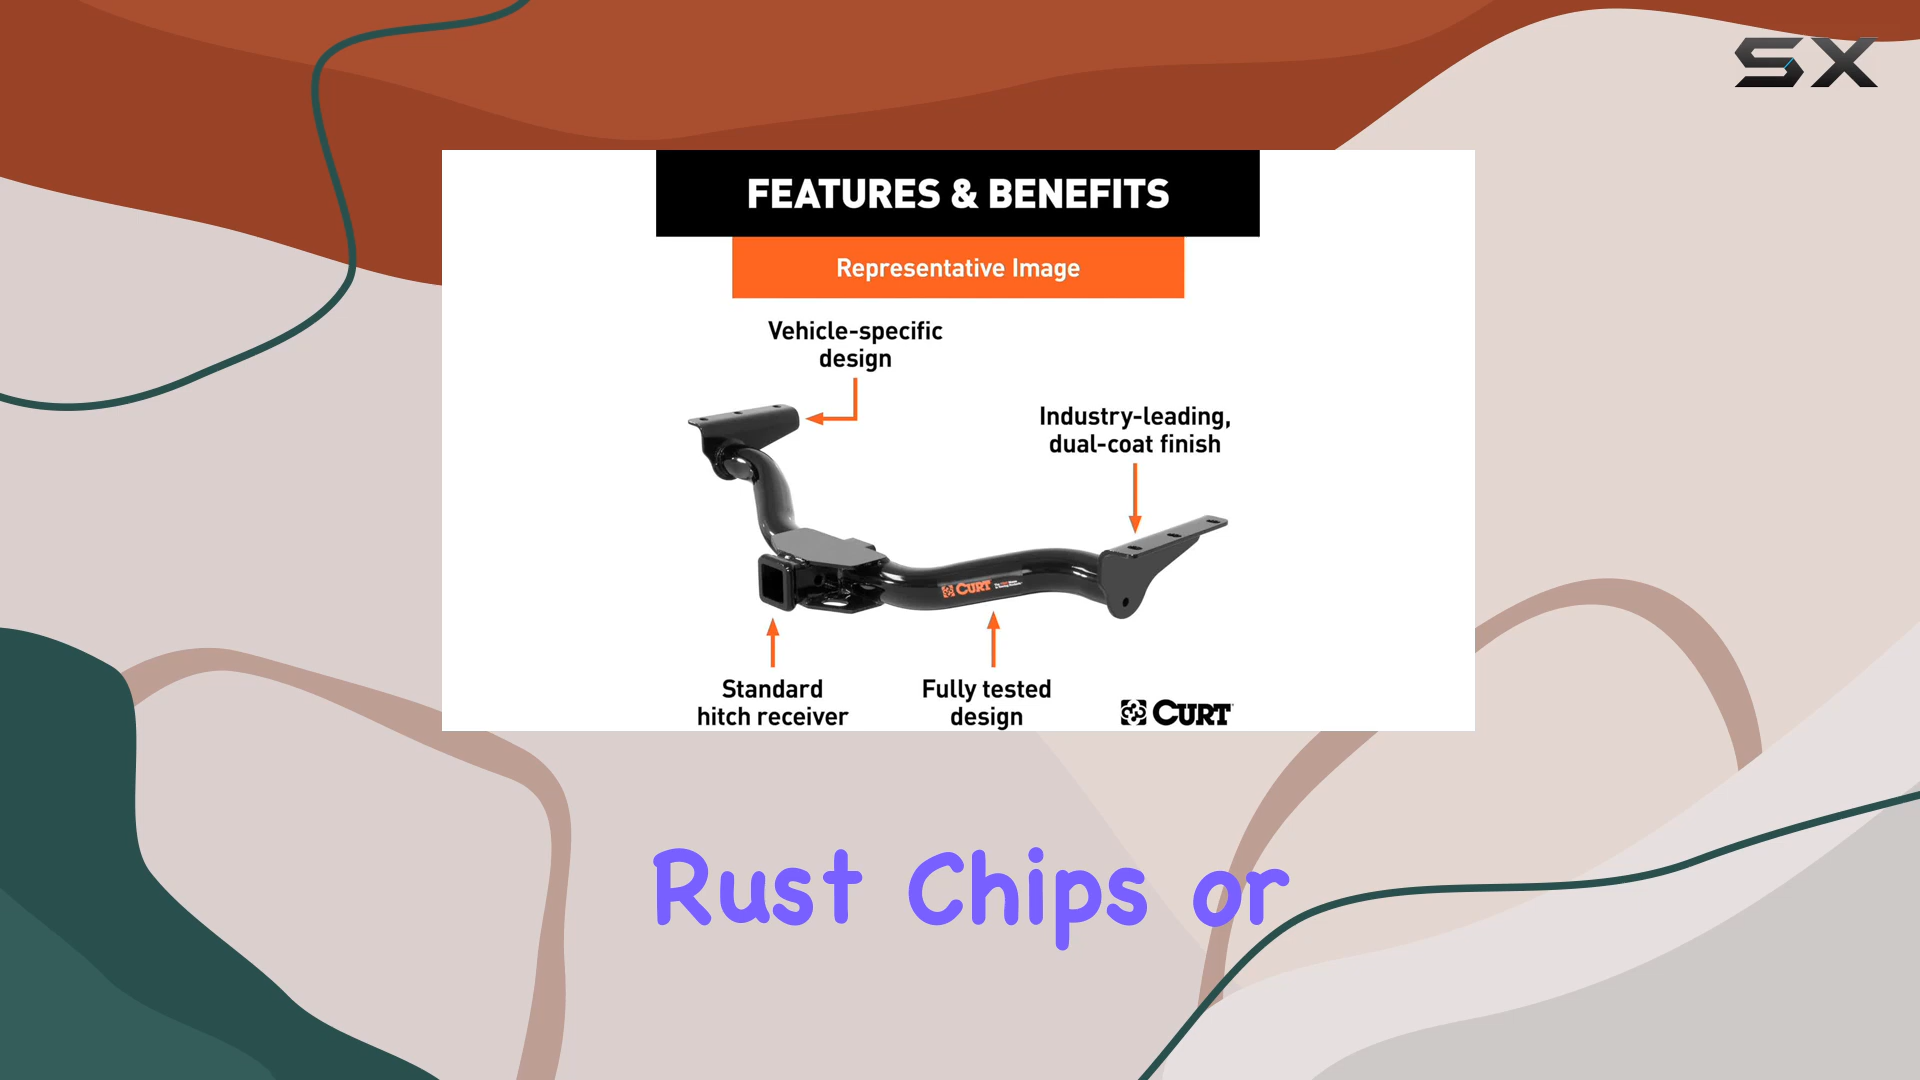 SX
FEATURES & BENEFITS
Representative Image
Vehicle-specific
design
Industry-leading,
dual-coat finish
CURT
Standard
hitch receiver
Fully tested
design
CURT
Rust Chips or